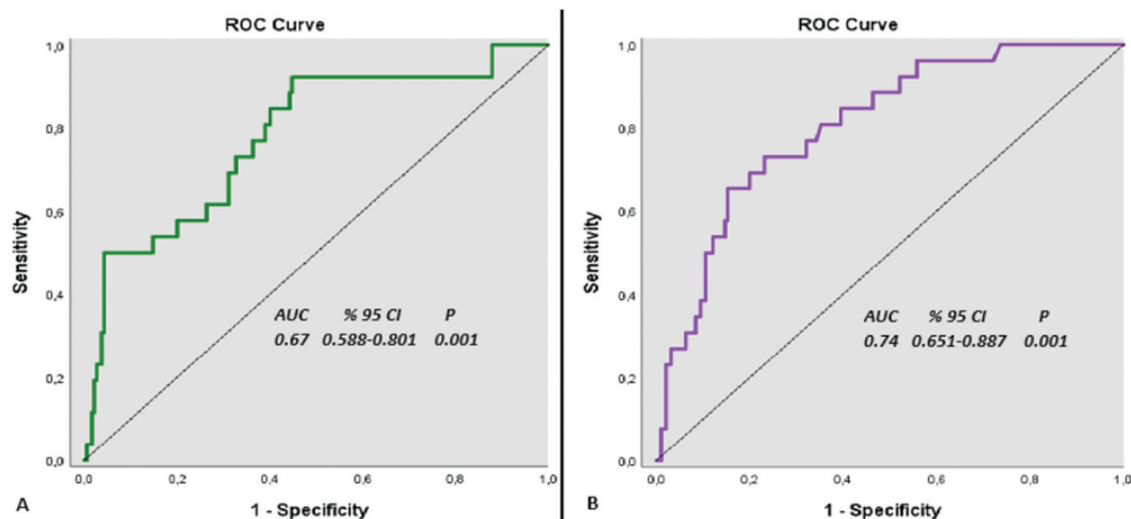 ROC Curve
1,0
0,8
0,6
0,4
0,2
0,0
Sensitivity
AUC % 95 CI P
0.67 0.588-0.801 0.001
0,0 0,2 0,4 0,6 0,8 1,0
1 - Specificity
A
ROC Curve
1,0
0,8
0,6
0,4
0,2
0,0
Sensitivity
AUC % 95 CI P
0.74 0.651-0.887 0.001
0,0 0,2 0,4 0,6 0,8 1,0
1 - Specificity
B